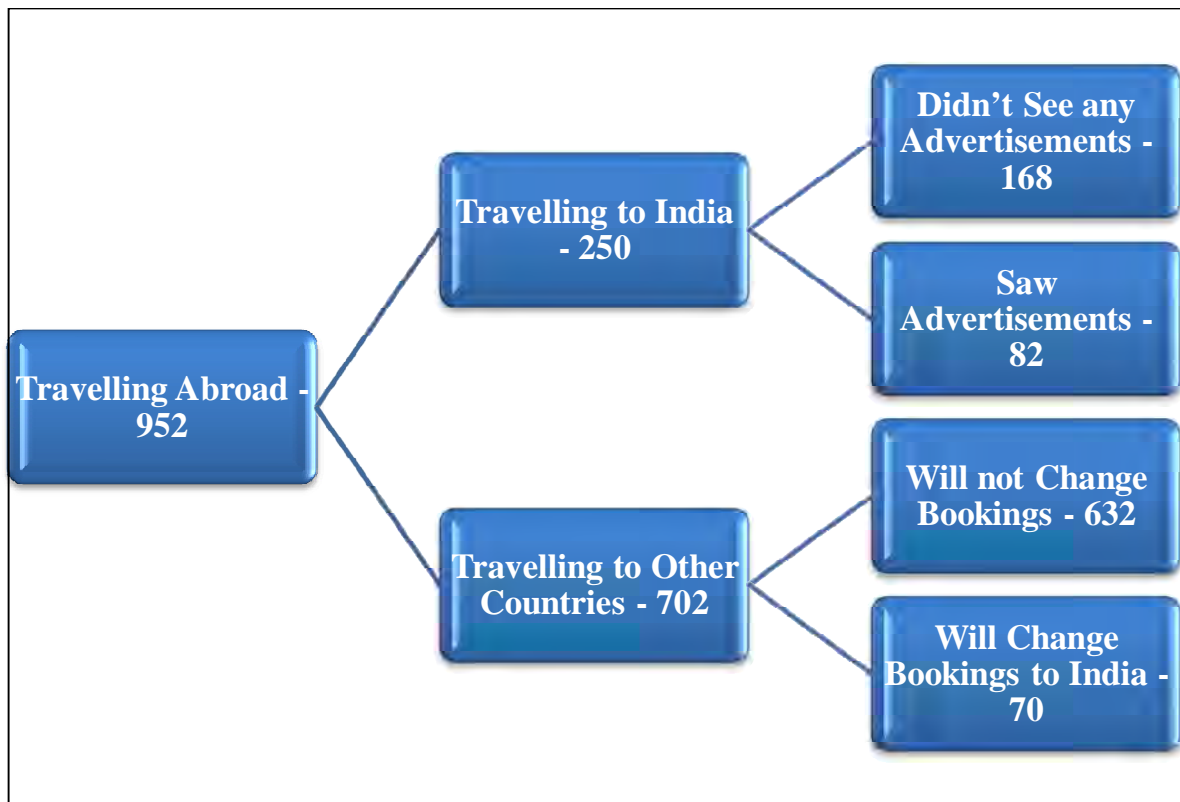 Travelling Abroad -
952
Travelling to India
- 250
Didn’t See any
Advertisements -
168
Saw
Advertisements -
82
Travelling to Other
Countries - 702
Will not Change
Bookings - 632
Will Change
Bookings to India -
70